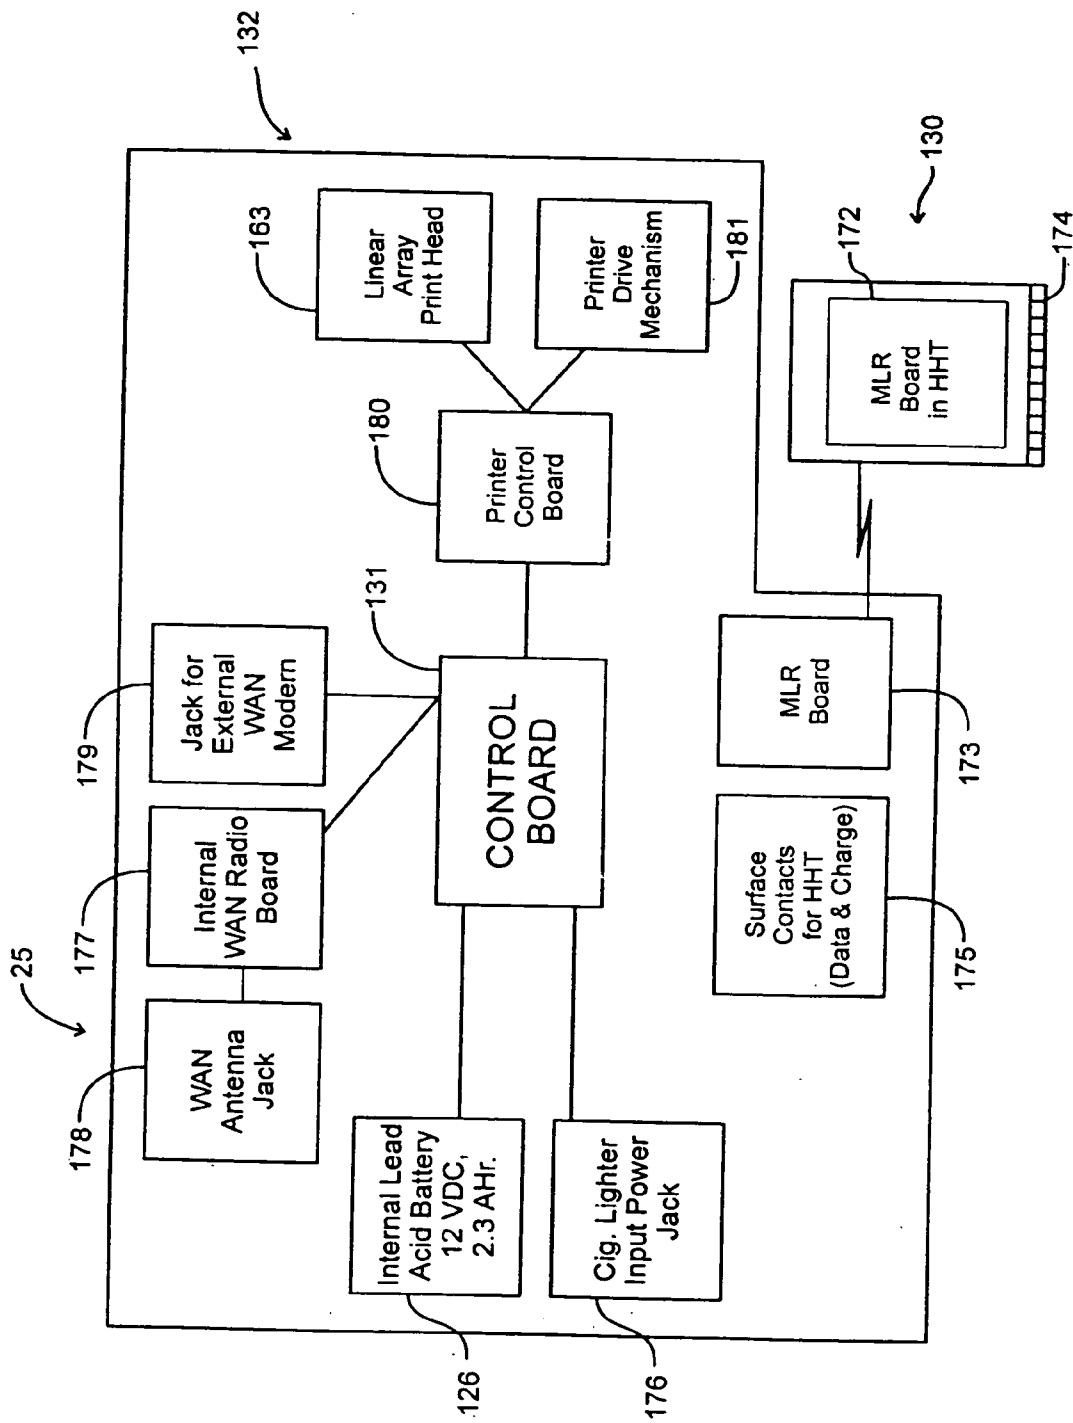 25
132
178
177
179
163
WAN
Antenna
Jack
Internal
WAN Radio
Board
Jack for
External
WAN
Modern
Linear
Array
Print Head
131
180
Internal Lead
Acid Battery
12 VDC,
2.3 AHr.
CONTROL
BOARD
Printer
Control
Board
Printer
Drive
Mechanism
126
181
Cig. Lighter
Input Power
Jack
176
Surface
Contacts
for HHT
(Data & Charge)
MLR
Board
175
173
172
130
MLR
Board
in HHT
174